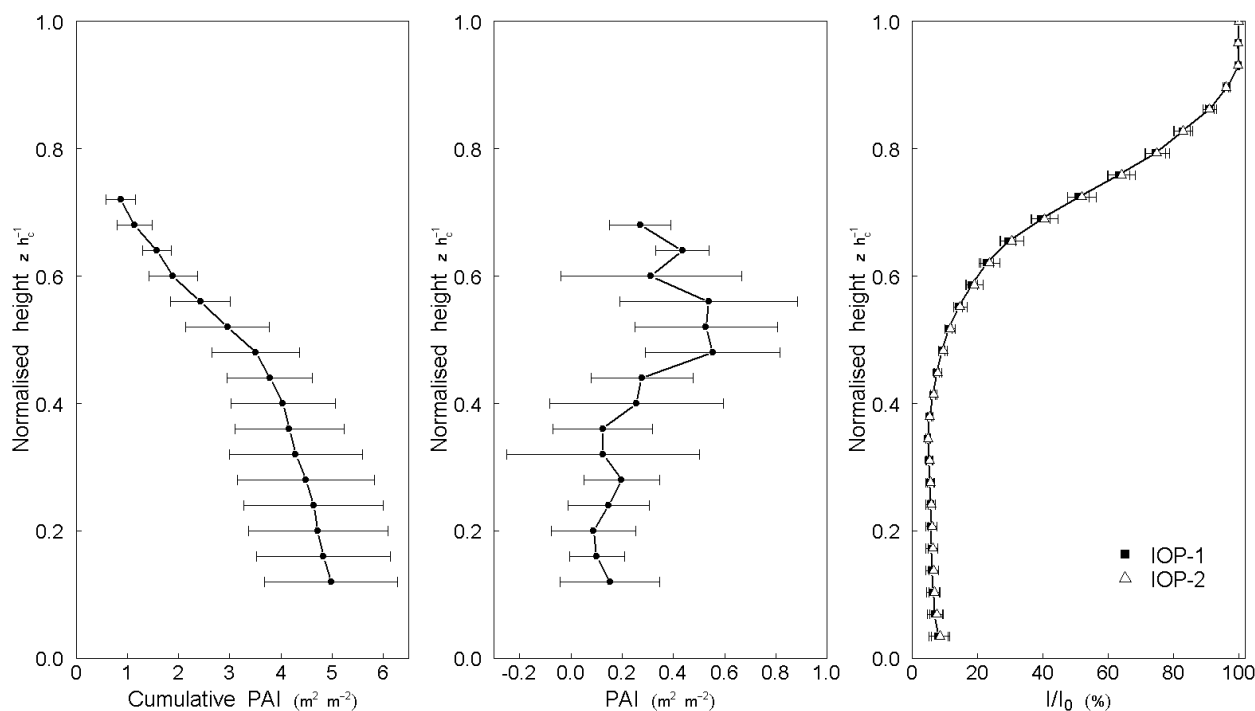 1.0
0.8
0.6
0.4
0.2
0.0
Normalised height z h_c^-1
0 1 2 3 4 5 6
Cumulative PAI (m² m⁻²)
1.0
0.8
0.6
0.4
0.2
0.0
Normalised height z h_c^-1
-0.2 0.0 0.2 0.4 0.6 0.8 1.0
PAI (m² m⁻²)
1.0
0.8
0.6
0.4
0.2
0.0
Normalised height z h_c^-1
IOP-1
IOP-2
0 20 40 60 80 100
I/I₀ (%)